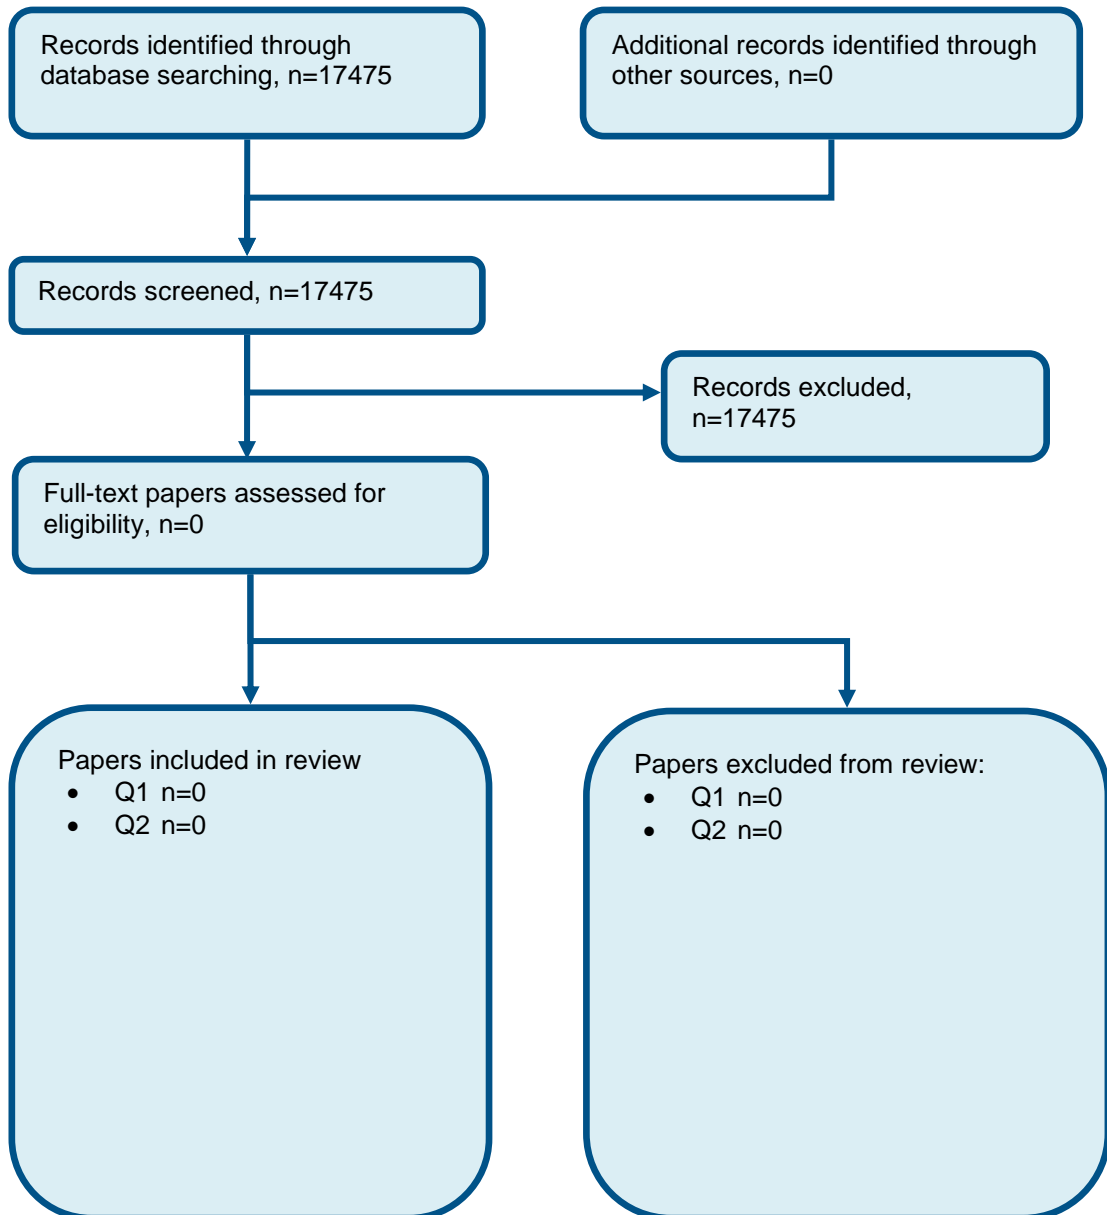 Records identified through
database searching, n=17475
Additional records identified through
other sources, n=0
Records screened, n=17475
Records excluded,
n=17475
Full-text papers assessed for
eligibility, n=0
Papers included in review
• Q1 n=0
• Q2 n=0
Papers excluded from review:
• Q1 n=0
• Q2 n=0